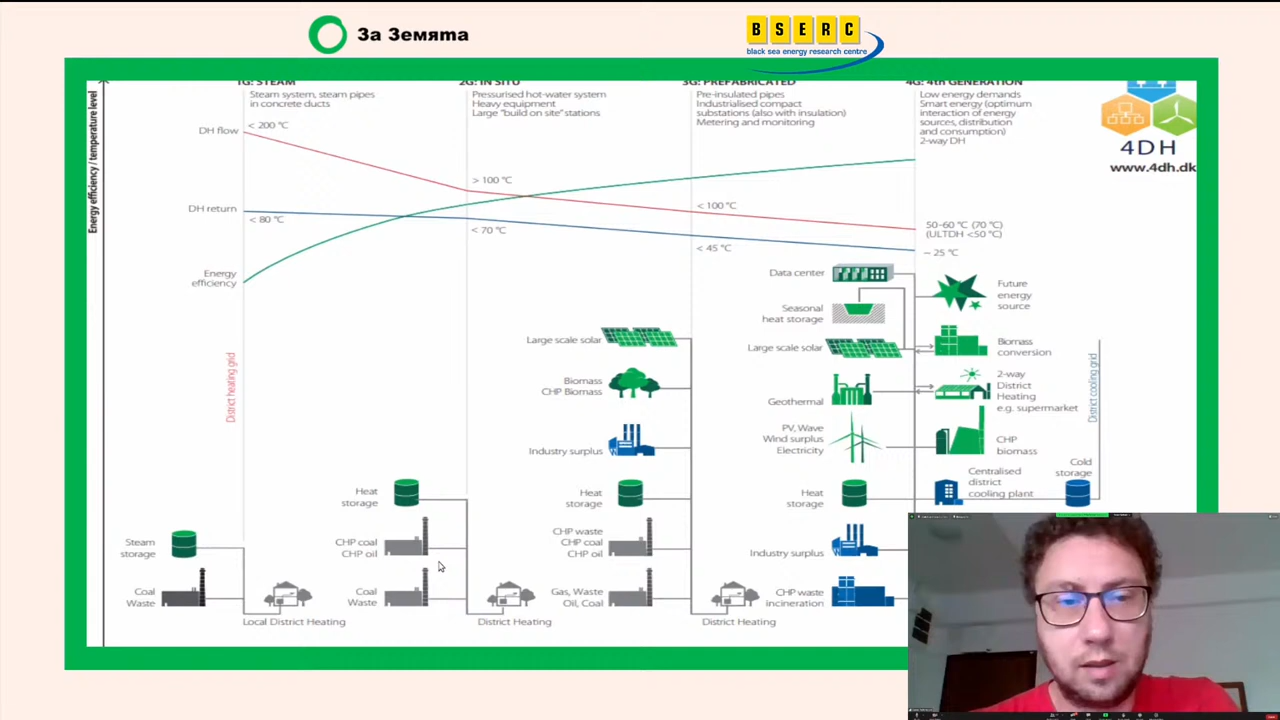 За Земята
BSERC
black sea energy research centre
1G: STEAM
Steam system, steam pipes
in concrete ducts
2G: IN SITU
Pressurised hot-water system
Heavy equipment
Large "build on site" stations
3G: PREFABRICATED
Pre-insulated pipes
Industrialised compact
substations (also with insulation)
Metering and monitoring
4G: 4th GENERATION
Low energy demands
Smart energy (optimum
interaction of energy
sources, distribution
and consumption)
2-way DH
4DH
www.4dh.dk
Energy efficiency / temperature level
DH flow
< 200 °C
> 100 °C
< 100 °C
50-60 °C (70 °C)
(ULTDH <50 °C)
DH return
< 80 °C
< 70 °C
< 45 °C
~ 25 °C
Energy
efficiency
District heating grid
Steam
storage
Coal
Waste
Local District Heating
Heat
storage
CHP coal
CHP oil
Coal
Waste
District Heating
Large scale solar
Biomass
CHP Biomass
Industry surplus
Heat
storage
CHP waste
CHP coal
CHP oil
Gas, Waste
Oil, Coal
District Heating
Data center
Seasonal
heat storage
Large scale solar
Geothermal
PV, Wave
Wind surplus
Electricity
Heat
storage
Industry surplus
CHP waste
incineration
Future
energy
source
Biomass
conversion
2-way
District
Heating
e.g. supermarket
CHP
biomass
Centralised
district
cooling plant
Cold
storage
District cooling grid